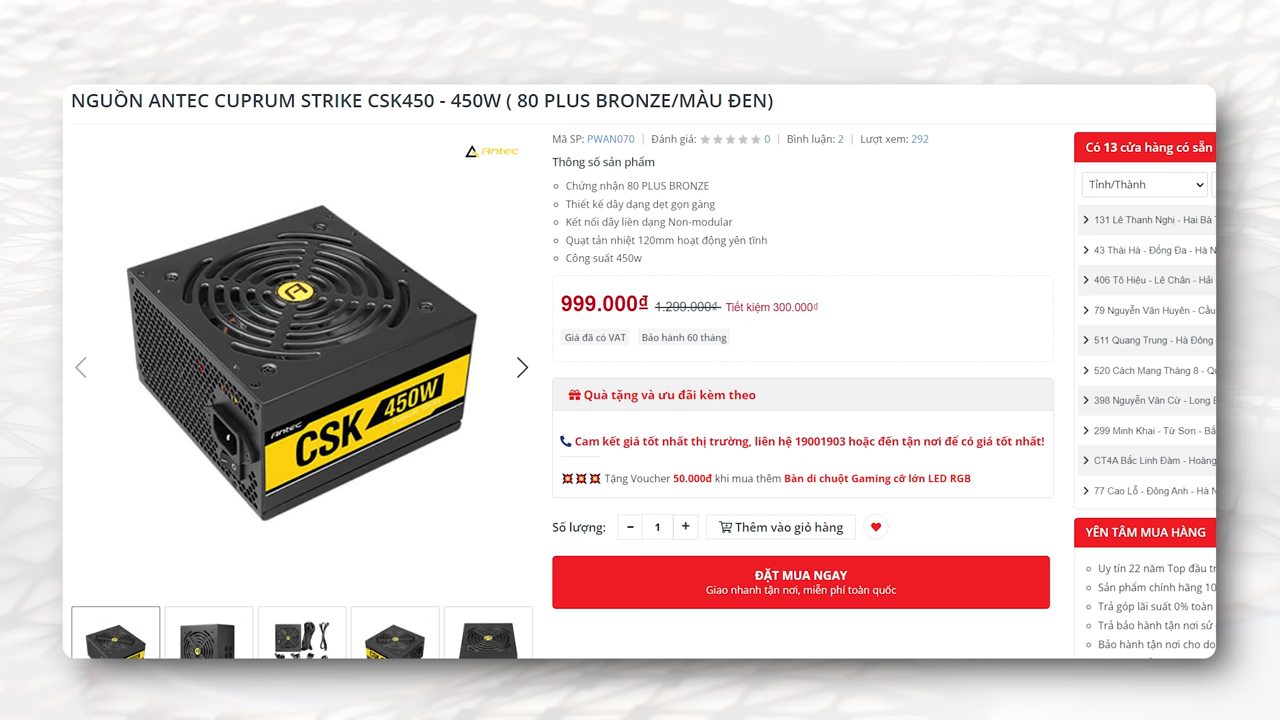 NGUỒN ANTEC CUPRUM STRIKE CSK450 - 450W ( 80 PLUS BRONZE/MÀU ĐEN)
Antec
Antec
CSK
450W
Mã SP: PWAN070 | Đánh giá: 0 | Bình luận: 2 | Lượt xem: 292
Thông số sản phẩm
Chứng nhận 80 PLUS BRONZE
Thiết kế dây dạng dẹt gọn gàng
Kết nối dây liền dạng Non-modular
Quạt tản nhiệt 120mm hoạt động yên tĩnh
Công suất 450w
999.000₫ 1.299.000₫ Tiết kiệm 300.000₫
Giá đã có VAT Bảo hành 60 tháng
Quà tặng và ưu đãi kèm theo
Cam kết giá tốt nhất thị trường, liên hệ 19001903 hoặc đến tận nơi để có giá tốt nhất!
Tặng Voucher 50.000đ khi mua thêm Bàn di chuột Gaming cỡ lớn LED RGB
Số lượng: - 1 + Thêm vào giỏ hàng
ĐẶT MUA NGAY
Giao nhanh tận nơi, miễn phí toàn quốc
Có 13 cửa hàng có sẵn
Tỉnh/Thành
131 Lê Thanh Nghị - Hai Bà
43 Thái Hà - Đống Đa - Hà
406 Tô Hiệu - Lê Chân - Hải
79 Nguyễn Văn Huyên - Cầu
511 Quang Trung - Hà Đông
520 Cách Mạng Tháng 8 -
398 Nguyễn Văn Cừ - Long
299 Minh Khai - Từ Sơn -
CT4A Bắc Linh Đàm - Hoàng
77 Cao Lỗ - Đông Anh - Hà
YÊN TÂM MUA HÀNG
Uy tín 22 năm Top đầu
Sản phẩm chính hãng
Trả góp lãi suất 0% toàn
Trả bảo hành tận nơi sử
Bảo hành tận nơi cho